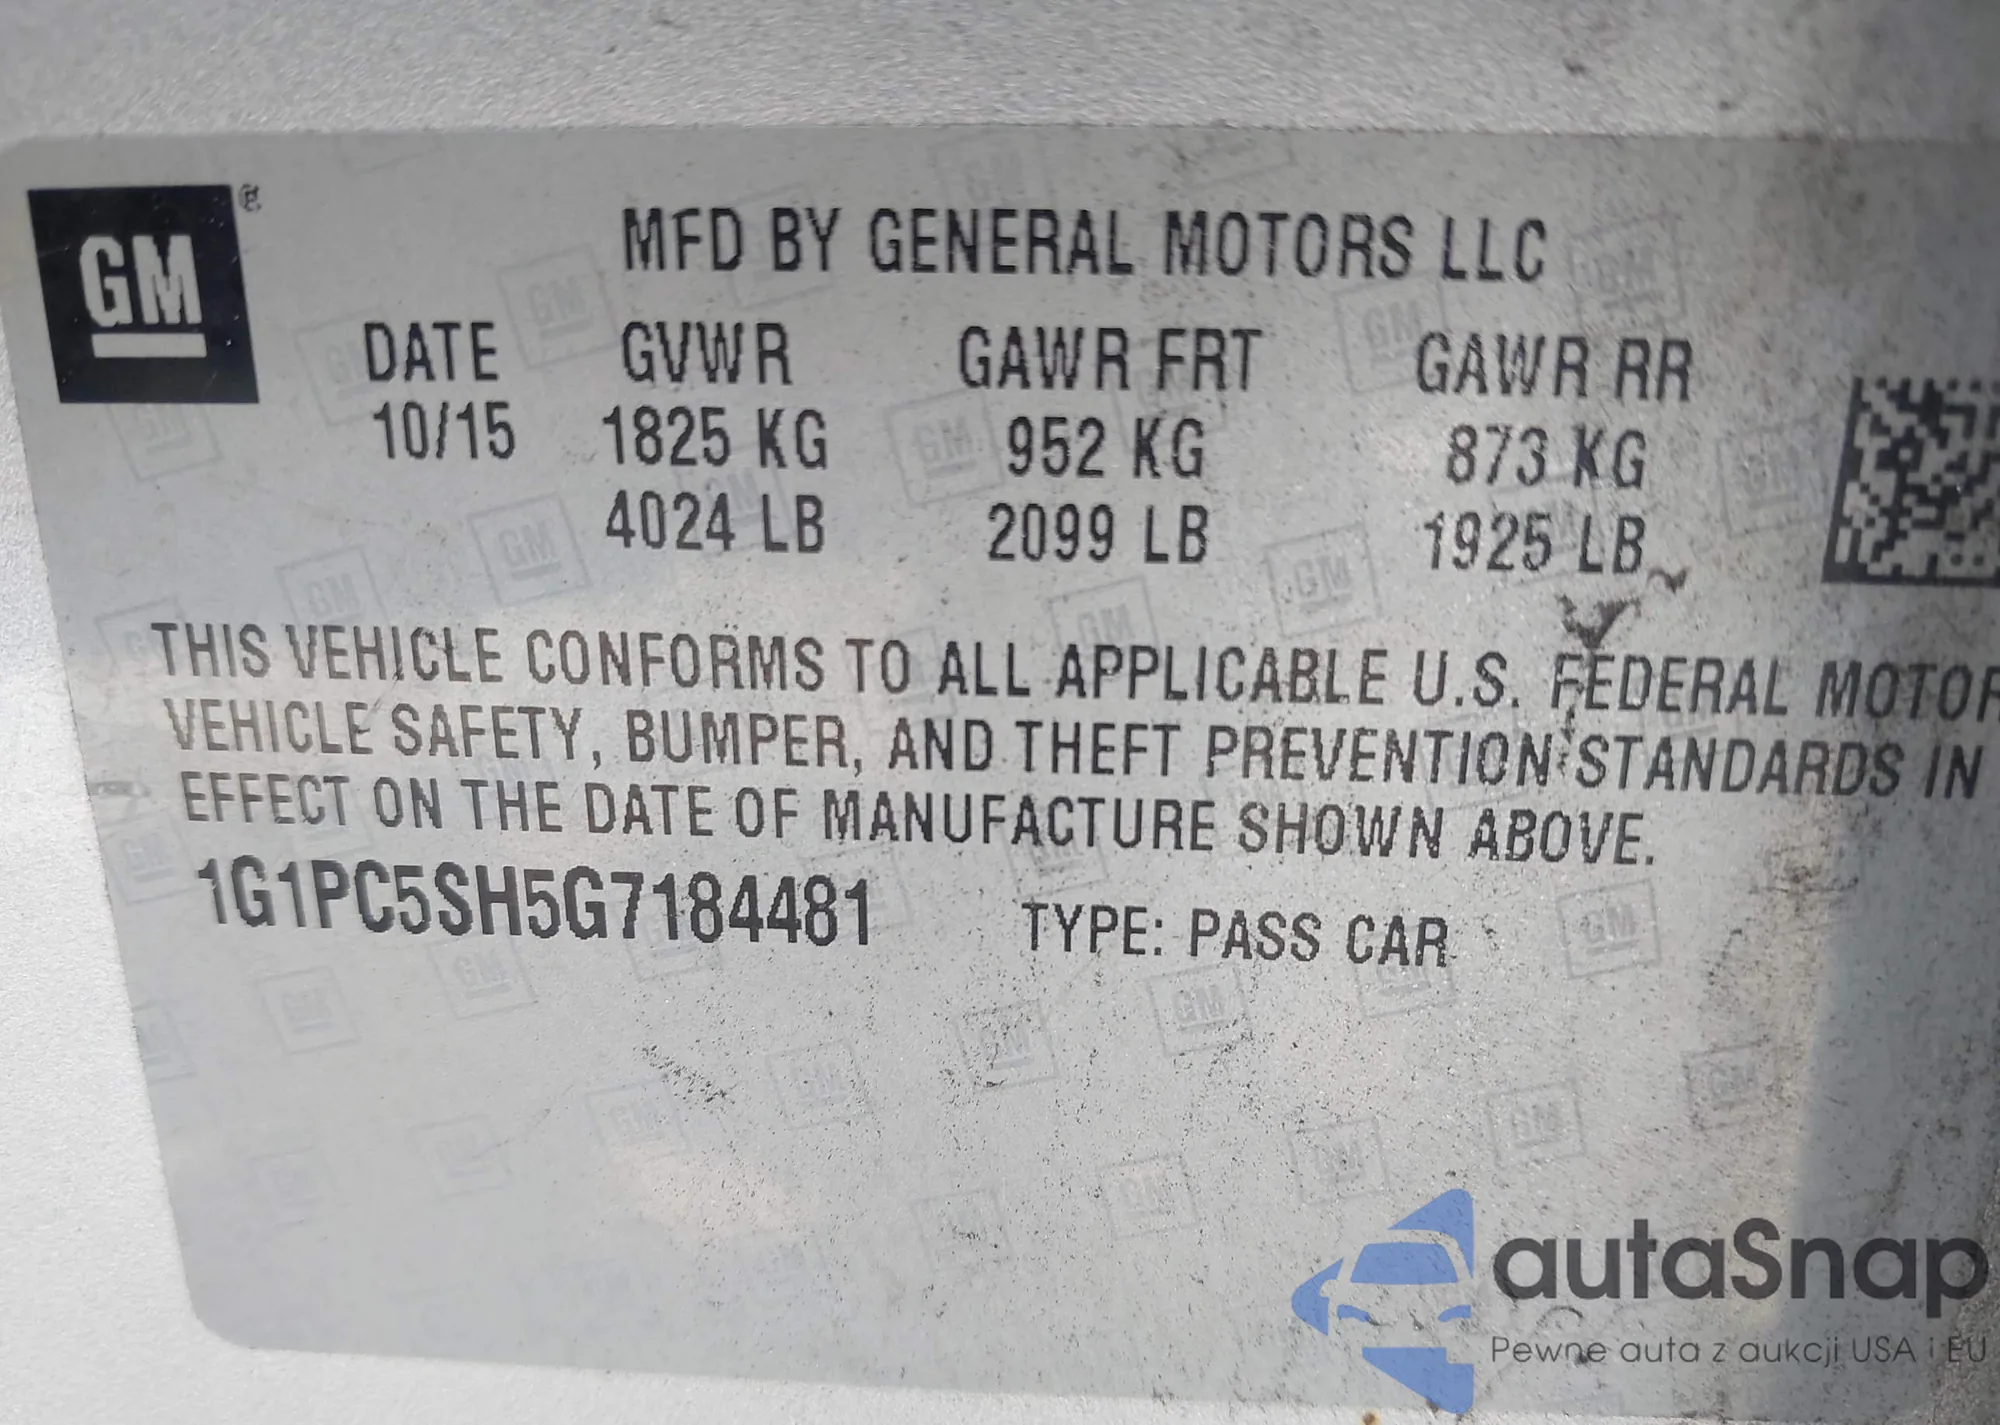 GM ®
MFD BY GENERAL MOTORS LLC
DATE GVWR GAWR FRT GAWR RR
10/15 1825 KG 952 KG 873 KG
4024 LB 2099 LB 1925 LB
THIS VEHICLE CONFORMS TO ALL APPLICABLE U.S. FEDERAL MOTOR
VEHICLE SAFETY, BUMPER, AND THEFT PREVENTION STANDARDS IN
EFFECT ON THE DATE OF MANUFACTURE SHOWN ABOVE.
1G1PC5SH5G7184481 TYPE: PASS CAR
autaSnap
Pewne auta z aukcji USA i EU